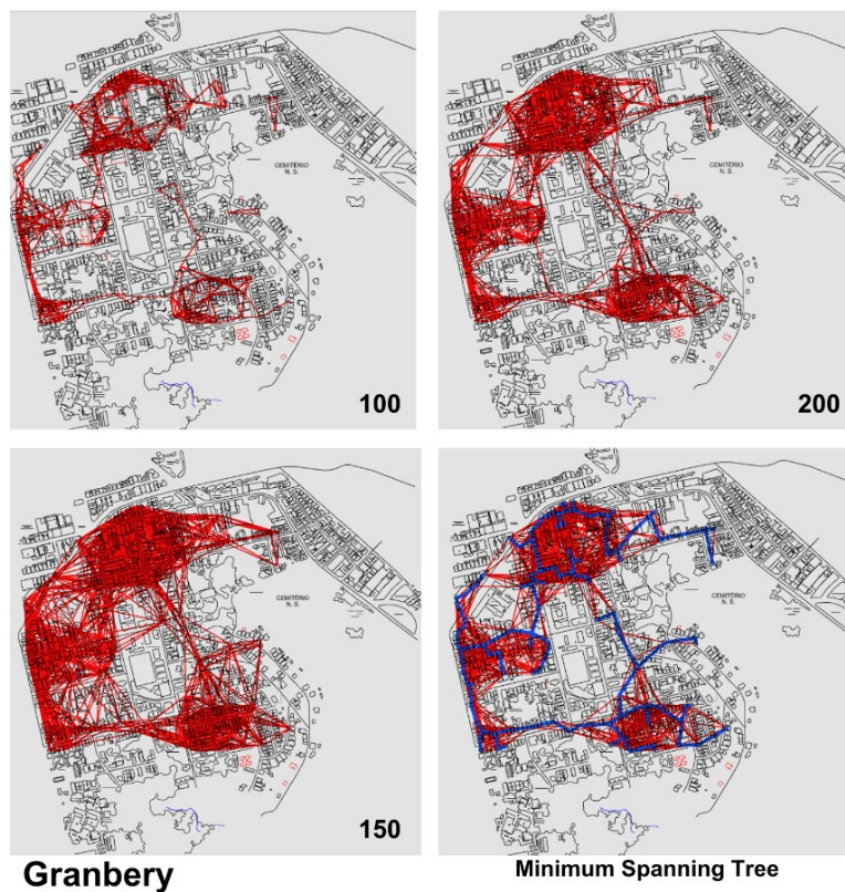 CEMITÉRIO
N. S.
100
CEMITÉRIO
N. S.
200
CEMITÉRIO
N. S.
150
CEMITÉRIO
N. S.
Granbery
Minimum Spanning Tree